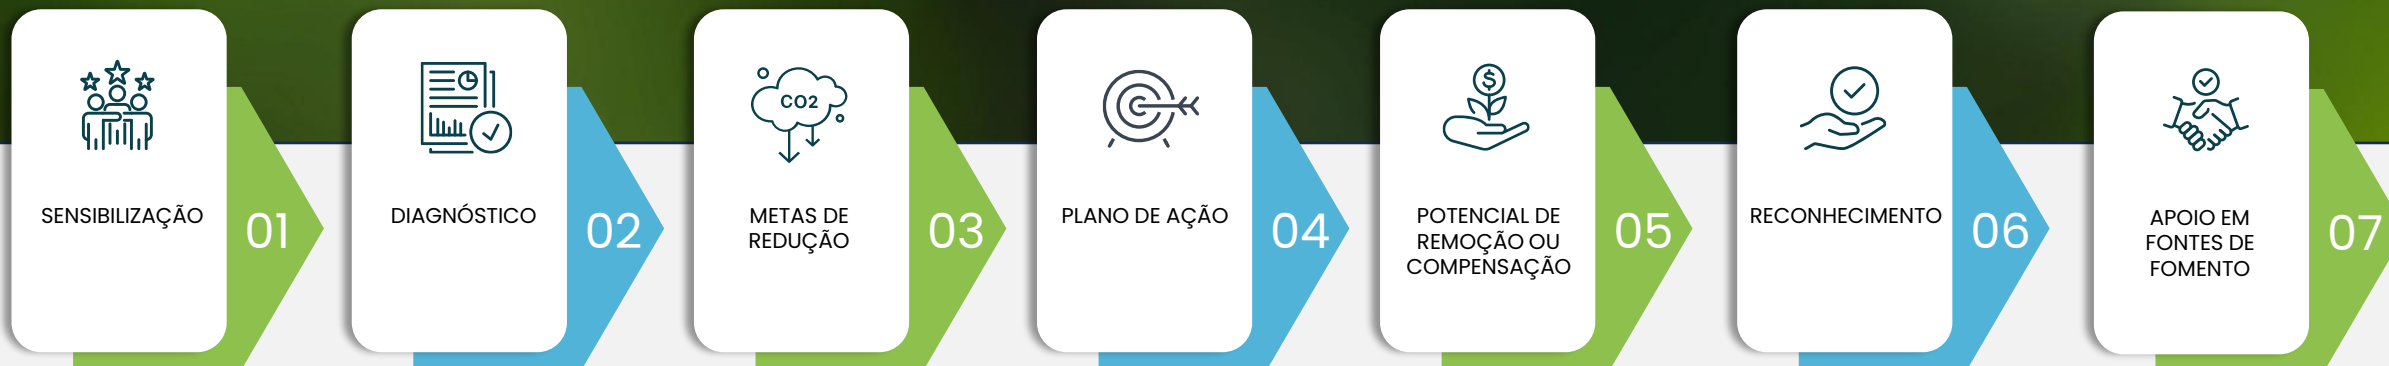 SENSIBILIZAÇÃO
01
DIAGNÓSTICO
02
CO2
METAS DE
REDUÇÃO
03
PLANO DE AÇÃO
04
$
POTENCIAL DE
REMOÇÃO OU
COMPENSAÇÃO
05
RECONHECIMENTO
06
APOIO EM
FONTES DE
FOMENTO
07